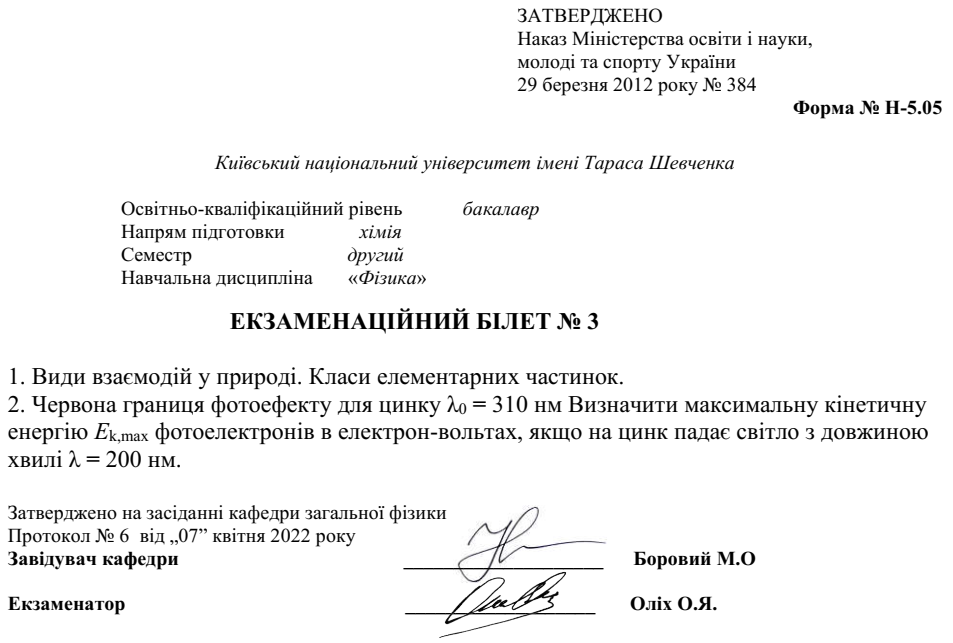 ЗАТВЕРДЖЕНО
Наказ Міністерства освіти і науки,
молоді та спорту України
29 березня 2012 року № 384
Форма № Н-5.05
Київський національний університет імені Тараса Шевченка
Освітньо-кваліфікаційний рівень бакалавр
Напрям підготовки хімія
Семестр другий
Навчальна дисципліна «Фізика»
ЕКЗАМЕНАЦІЙНИЙ БІЛЕТ № 3
1. Види взаємодій у природі. Класи елементарних частинок.
2. Червона границя фотоефекту для цинку λ0 = 310 нм Визначити максимальну кінетичну
енергію Ek,max фотоелектронів в електрон-вольтах, якщо на цинк падає світло з довжиною
хвилі λ = 200 нм.
Затверджено на засіданні кафедри загальної фізики
Протокол № 6 від „07” квітня 2022 року
Завідувач кафедри Боровий М.О
Екзаменатор Оліх О.Я.